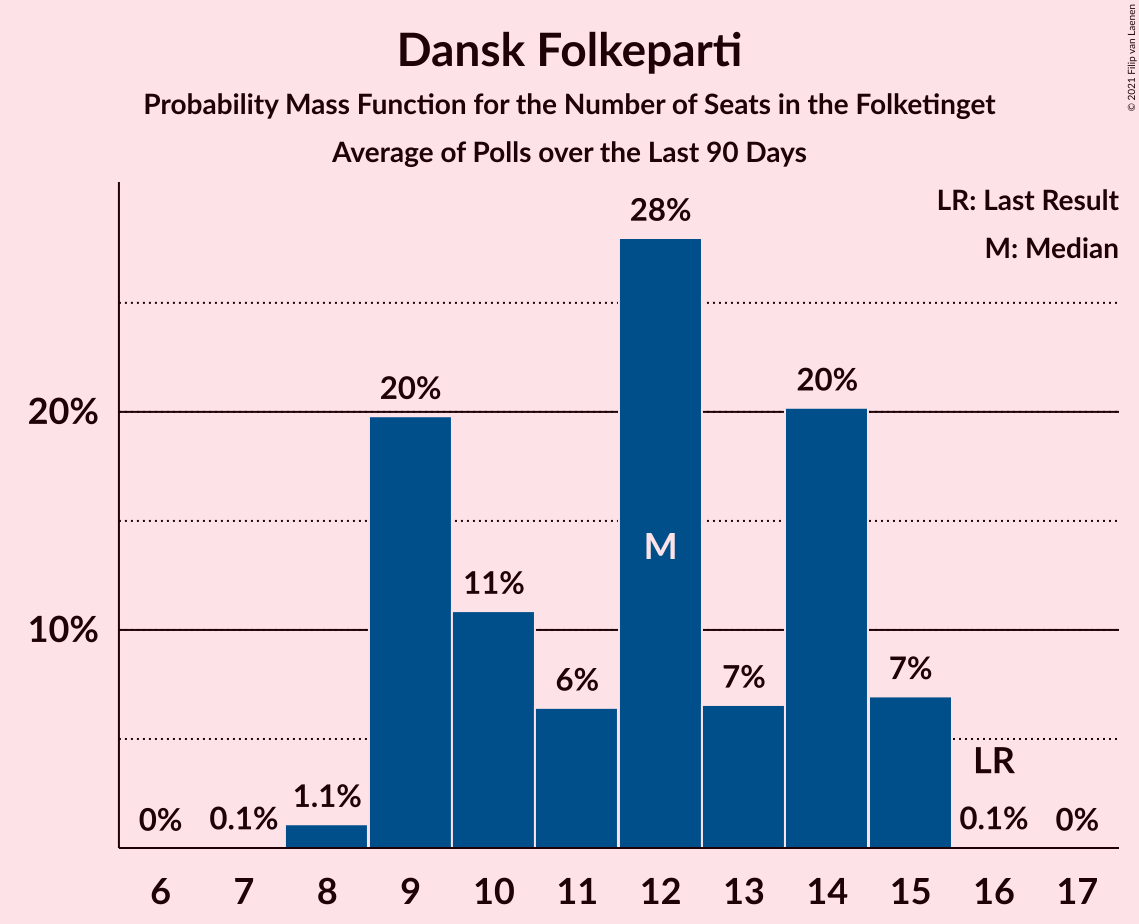 Dansk Folkeparti
Probability Mass Function for the Number of Seats in the Folketinget
Average of Polls over the Last 90 Days
© 2021 Filip van Laenen
LR: Last Result
M: Median
28%
20%
20%
20%
M
11%
10%
6%
7%
7%
LR
0%
0.1%
1.1%
0.1%
0%
6 7 8 9 10 11 12 13 14 15 16 17